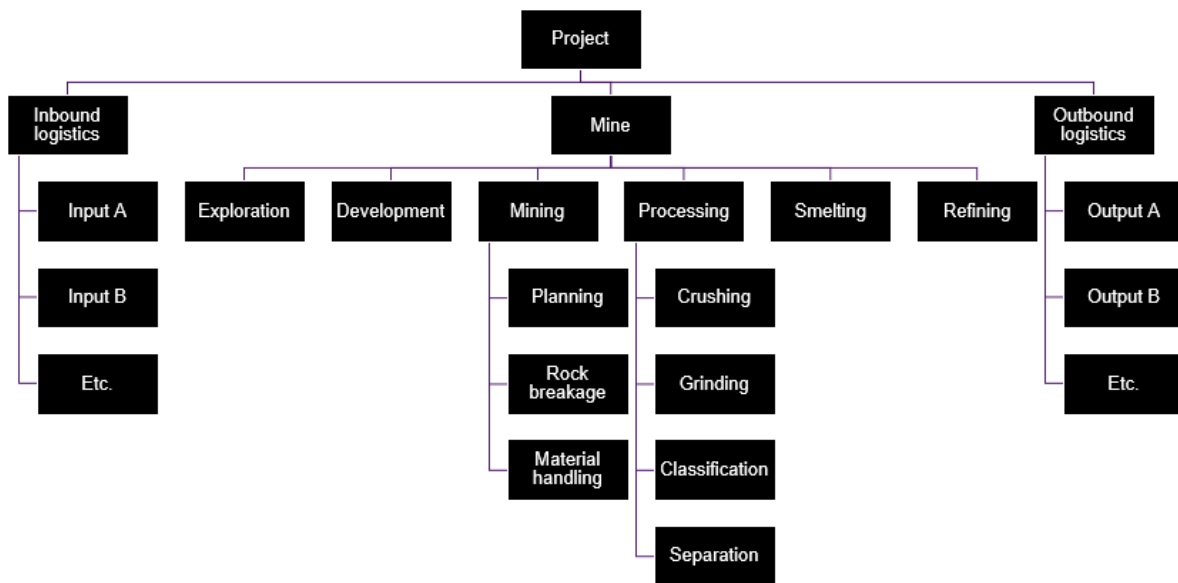 Project
Inbound
logistics
Mine
Outbound
logistics
Input A
Exploration
Development
Mining
Processing
Smelting
Refining
Output A
Input B
Planning
Crushing
Output B
Etc.
Rock
breakage
Grinding
Etc.
Material
handling
Classification
Separation